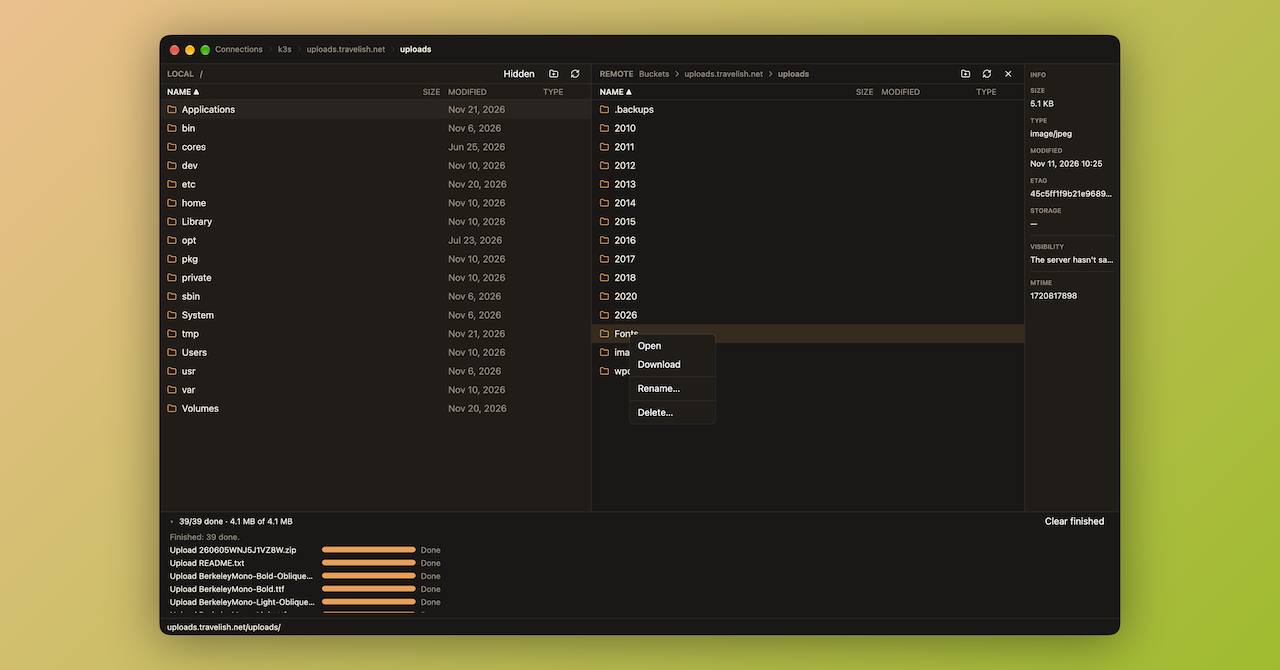 Connections › k3s › uploads.travelish.net › uploads
LOCAL /
Hidden
NAME ▲ SIZE MODIFIED TYPE
Applications Nov 21, 2026
bin Nov 6, 2026
cores Jun 25, 2026
dev Nov 10, 2026
etc Nov 20, 2026
home Nov 10, 2026
Library Nov 10, 2026
opt Jul 23, 2026
pkg Nov 10, 2026
private Nov 10, 2026
sbin Nov 6, 2026
System Nov 6, 2026
tmp Nov 21, 2026
Users Nov 10, 2026
usr Nov 6, 2026
var Nov 10, 2026
Volumes Nov 20, 2026
REMOTE Buckets › uploads.travelish.net › uploads
NAME ▲ SIZE MODIFIED TYPE
.backups
2010
2011
2012
2013
2014
2015
2016
2017
2018
2020
2026
Fonts
ima
wpc
Open
Download
Rename...
Delete...
INFO
SIZE
5.1 KB
TYPE
image/jpeg
MODIFIED
Nov 11, 2026 10:25
ETAG
45c5ff1f9b21e9689...
STORAGE
—
VISIBILITY
The server hasn't sa...
MTIME
1720817898
39/39 done · 4.1 MB of 4.1 MB
Clear finished
Finished: 39 done.
Upload 260605WNJ5J1VZ8W.zip Done
Upload README.txt Done
Upload BerkeleyMono-Bold-Oblique... Done
Upload BerkeleyMono-Bold.ttf Done
Upload BerkeleyMono-Light-Oblique... Done
uploads.travelish.net/uploads/